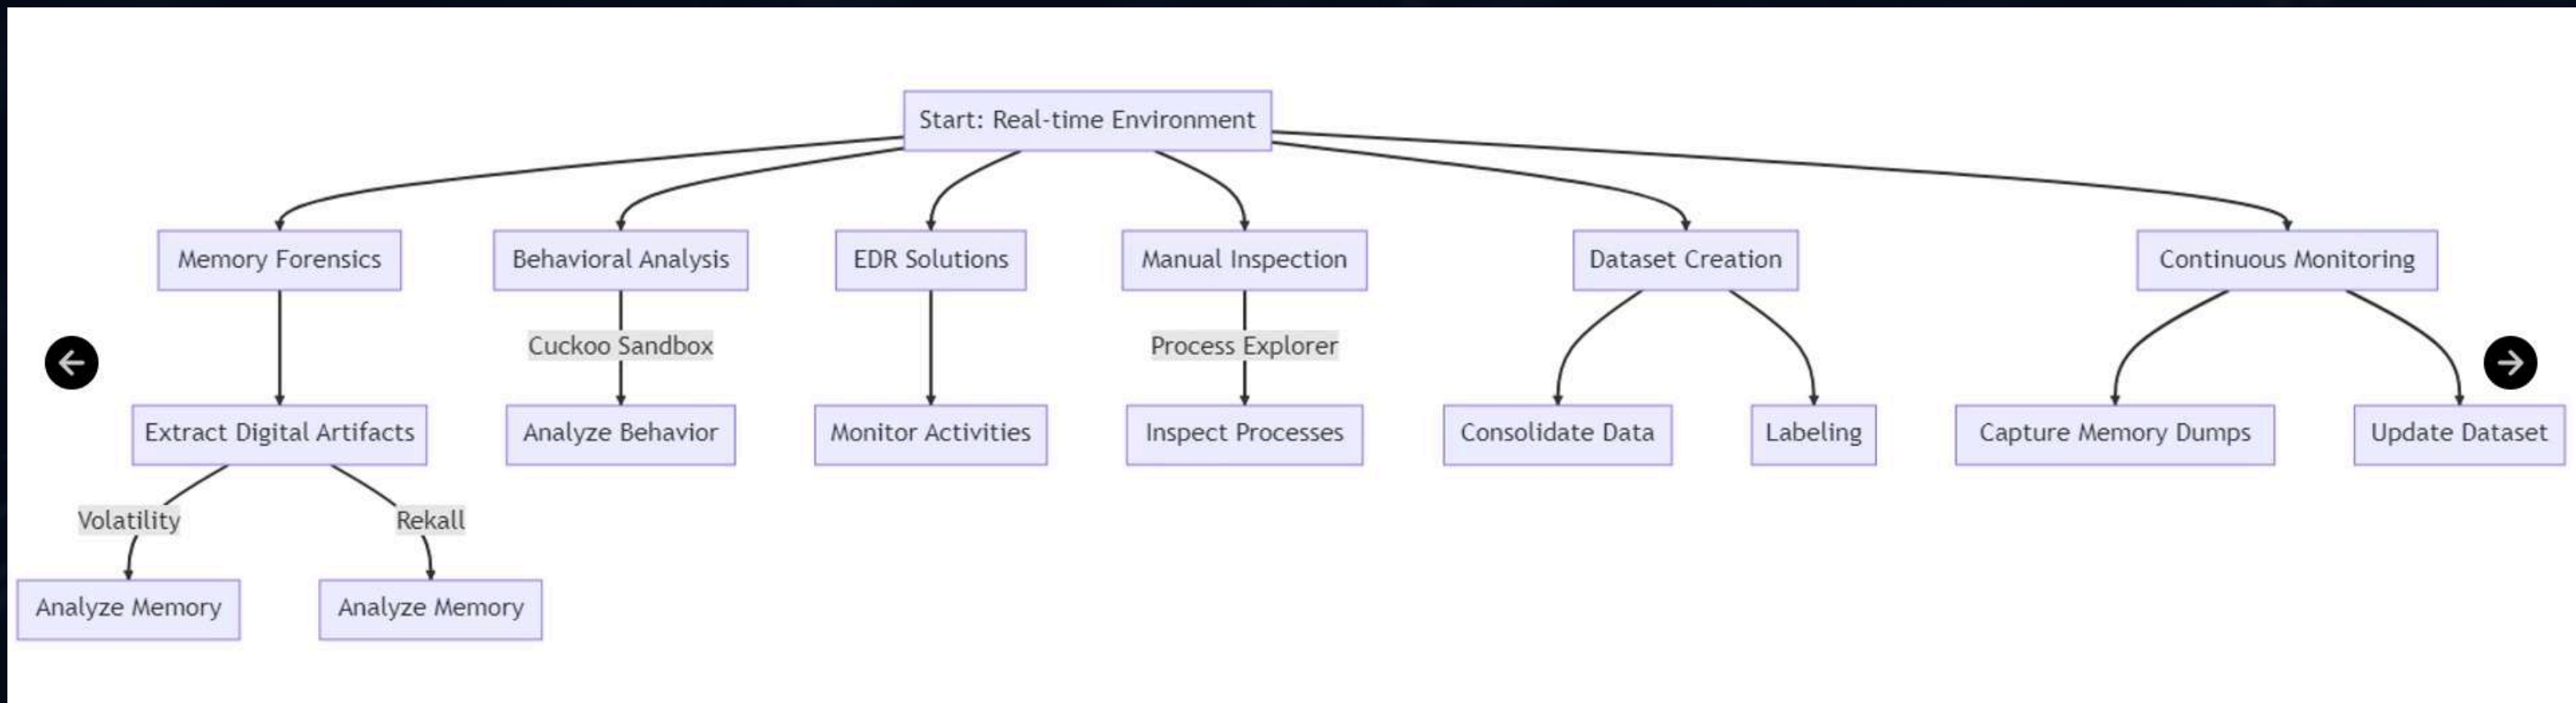 Start: Real-time Environment
Memory Forensics
Behavioral Analysis
EDR Solutions
Manual Inspection
Dataset Creation
Continuous Monitoring
Cuckoo Sandbox
Process Explorer
Extract Digital Artifacts
Analyze Behavior
Monitor Activities
Inspect Processes
Consolidate Data
Labeling
Capture Memory Dumps
Update Dataset
Volatility
Rekall
Analyze Memory
Analyze Memory